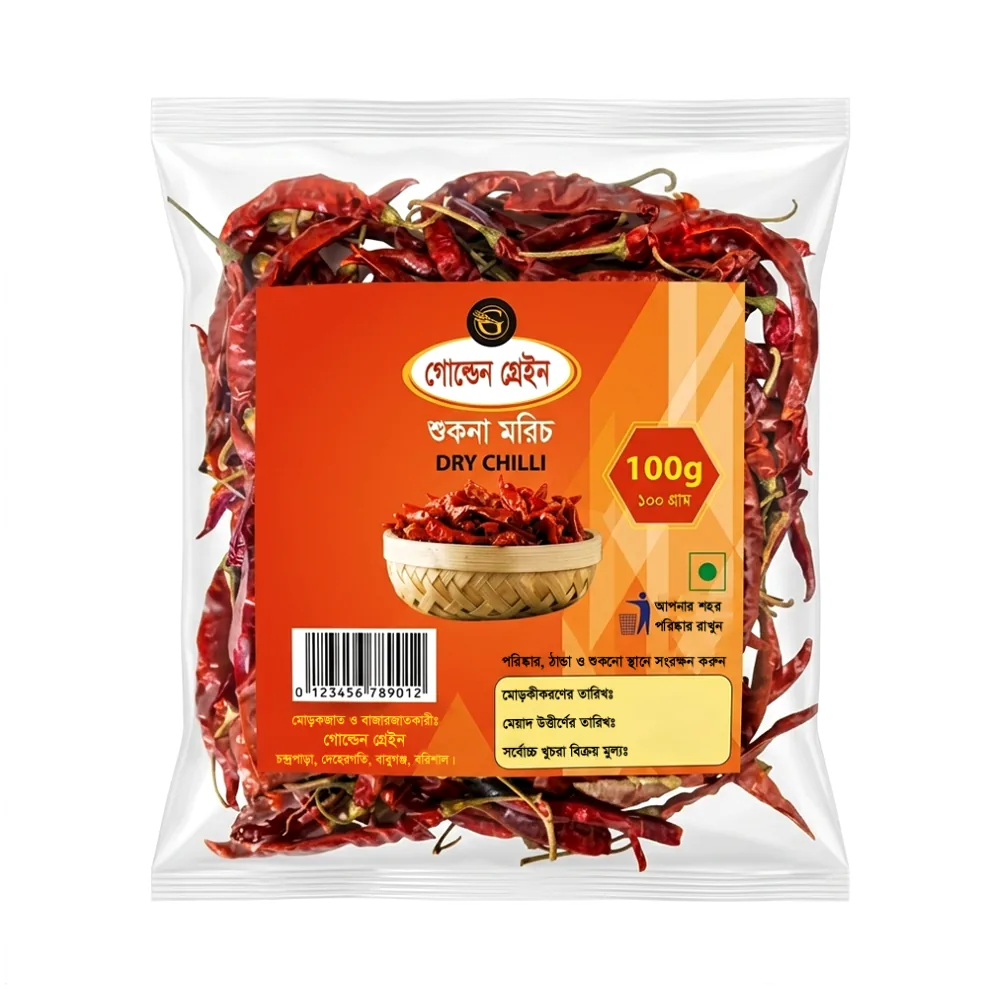 গোল্ডেন গ্রেইন
শুকনা মরিচ
DRY CHILLI
100g
১০০ গ্রাম
আপনার শহর
পরিষ্কার রাখুন
পরিষ্কার, ঠান্ডা ও শুকনো স্থানে সংরক্ষন করুন
মোড়কীকরণের তারিখঃ
মেয়াদ উত্তীর্ণের তারিখঃ
সর্বোচ্চ খুচরা বিক্রয় মুল্যঃ
0 123456 789012
মোড়কজাত ও বাজারজাতকারীঃ
গোল্ডেন গ্রেইন
চন্দ্রপাড়া, দেহেরগতি, বাবুগঞ্জ, বরিশাল।